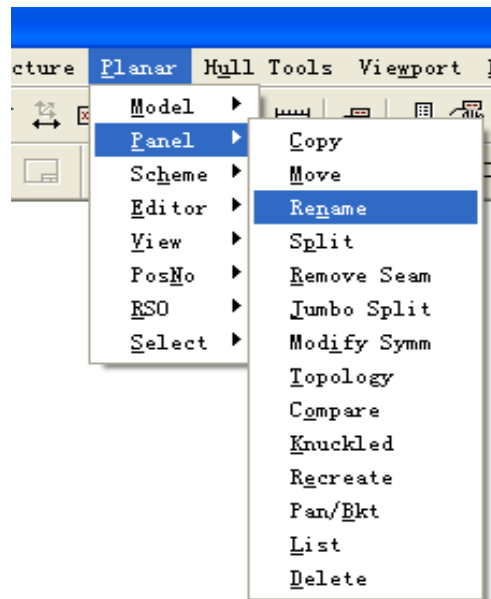 cture Planar Hull Tools Viewport
Model
Panel
Scheme
Editor
View
PosNo
RSO
Select
Copy
Move
Rename
Split
Remove Seam
Jumbo Split
Modify Symm
Topology
Compare
Knuckled
Recreate
Pan/Bkt
List
Delete